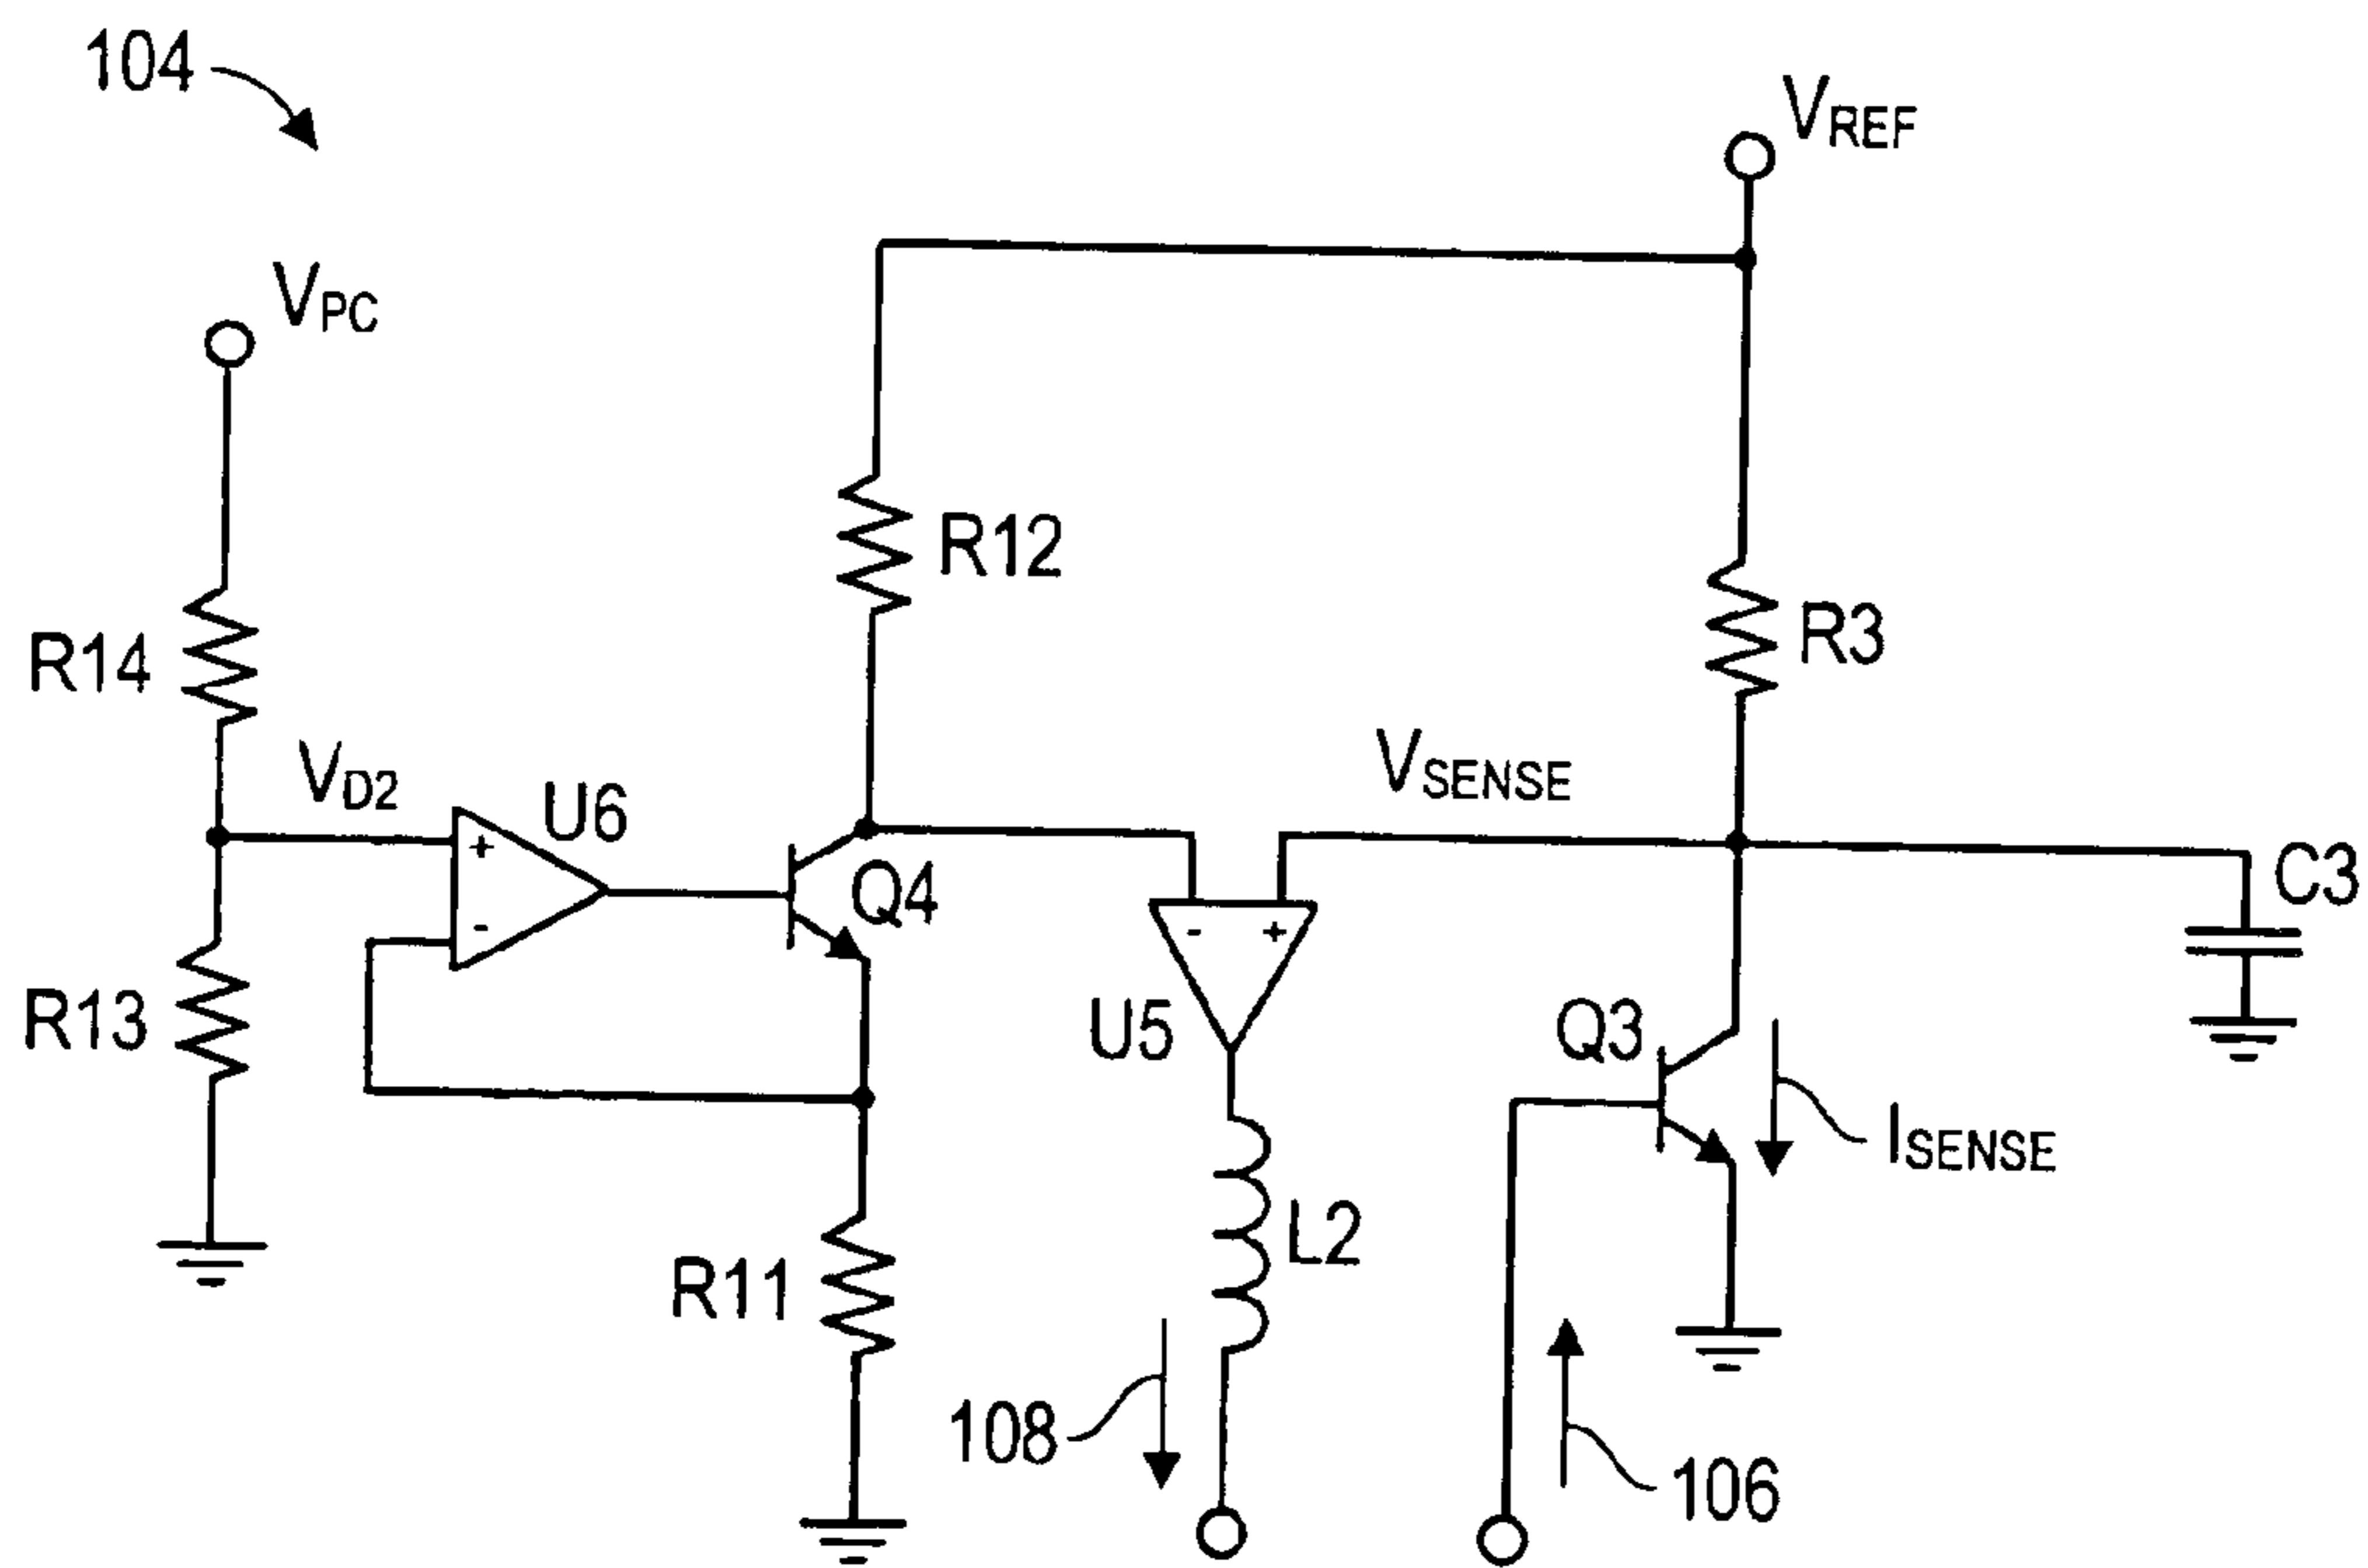 104
VREF
VPC
R12
R3
R14
VD2
U6
VSENSE
Q4
C3
+
-
-
+
R13
U5
Q3
ISENSE
L2
R11
108
106